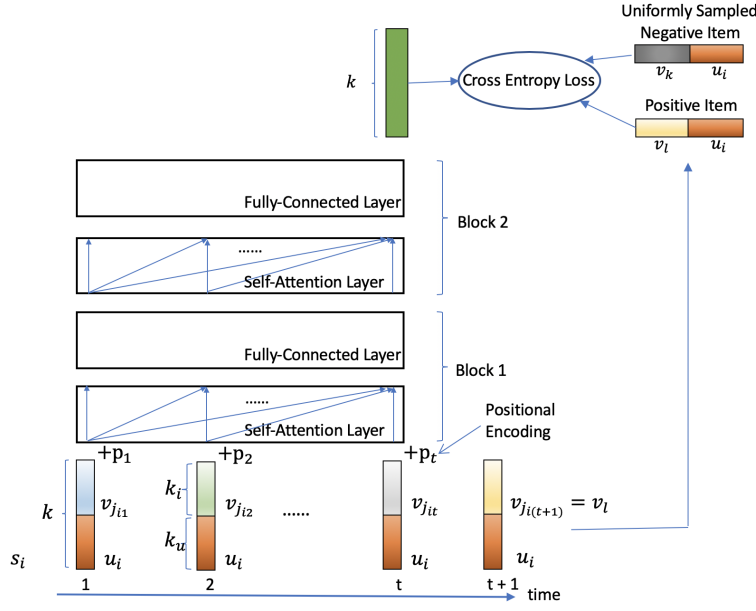 Uniformly Sampled
Negative Item
k
Cross Entropy Loss
v_k u_i
Positive Item
v_l u_i
Fully-Connected Layer
Block 2
......
Self-Attention Layer
Fully-Connected Layer
Block 1
......
Self-Attention Layer
Positional
Encoding
+p_1 +p_2 +p_t
k v_{j_{i1}} k_i v_{j_{i2}} ...... v_{j_{it}} v_{j_{i(t+1)}} = v_l
s_i u_i k_u u_i u_i u_i
1 2 t t + 1
time